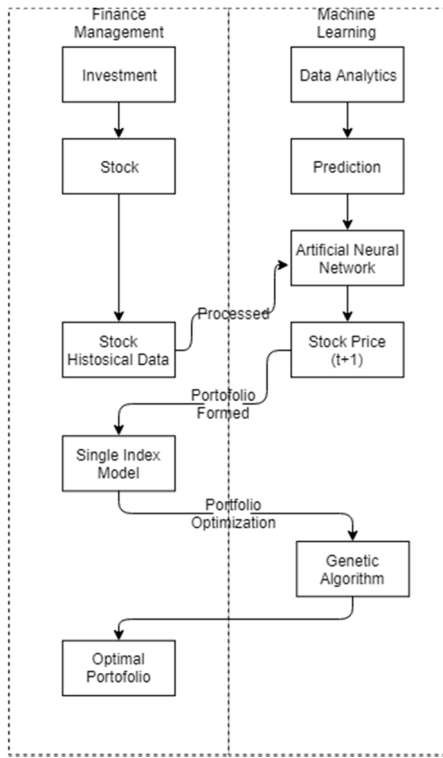 Finance
Management
Machine
Learning
Investment
Data Analytics
Stock
Prediction
Artificial Neural
Network
Processed
Stock
Histosical Data
Stock Price
(t+1)
Portofolio
Formed
Single Index
Model
Portfolio
Optimization
Genetic
Algorithm
Optimal
Portofolio